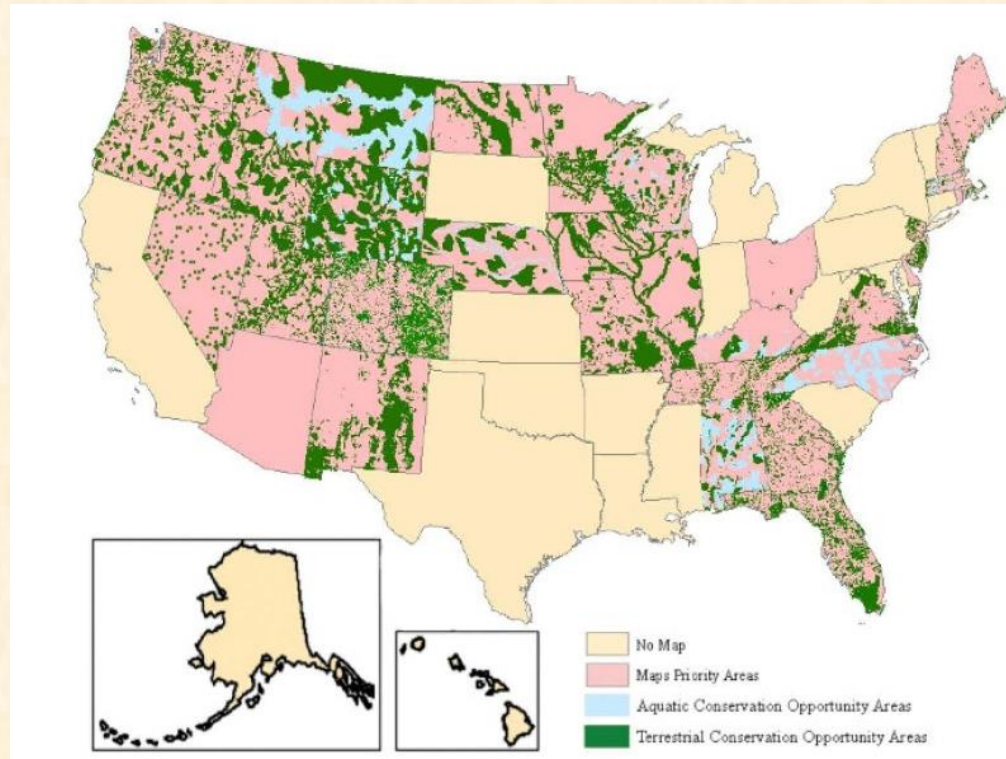 No Map
Maps Priority Areas
Aquatic Conservation Opportunity Areas
Terrestrial Conservation Opportunity Areas